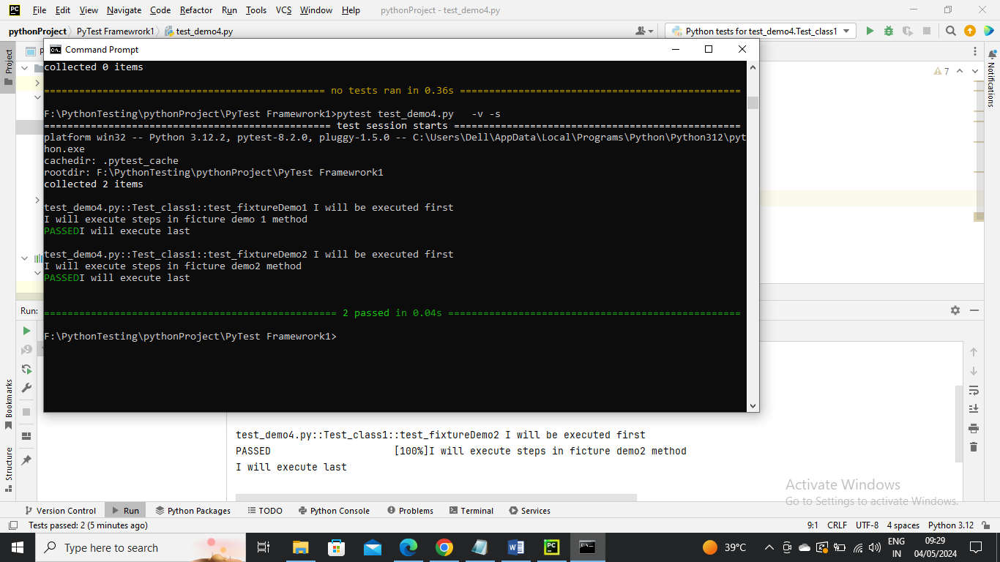 File Edit View Navigate Code Refactor Run Tools VCS Window Help pythonProject - test_demo4.py
pythonProject PyTest Framewrork1 test_demo4.py Python tests for test_demo4.Test_class1
Command Prompt
Project
Notifications
7
collected 0 items
================================================ no tests ran in 0.36s ================================================
F:\PythonTesting\pythonProject\PyTest Framewrork1>pytest test_demo4.py   -v -s
================================================= test session starts =================================================
platform win32 -- Python 3.12.2, pytest-8.2.0, pluggy-1.5.0 -- C:\Users\Dell\AppData\Local\Programs\Python\Python312\pyt
hon.exe
cachedir: .pytest_cache
rootdir: F:\PythonTesting\pythonProject\PyTest Framewrork1
collected 2 items
test_demo4.py::Test_class1::test_fixtureDemo1 I will be executed first
I will execute steps in ficture demo 1 method
PASSEDI will execute last
test_demo4.py::Test_class1::test_fixtureDemo2 I will be executed first
I will execute steps in ficture demo2 method
PASSEDI will execute last
================================================== 2 passed in 0.04s ==================================================
F:\PythonTesting\pythonProject\PyTest Framewrork1>
Run:
Bookmarks
Structure
test_demo4.py::Test_class1::test_fixtureDemo2 I will be executed first
PASSED                     [100%]I will execute steps in ficture demo2 method
I will execute last
Activate Windows
Go to Settings to activate Windows.
Version Control Run Python Packages TODO Python Console Problems Terminal Services
Tests passed: 2 (5 minutes ago) 9:1 CRLF UTF-8 4 spaces Python 3.12
Type here to search 39°C ENG IN 09:29 04/05/2024